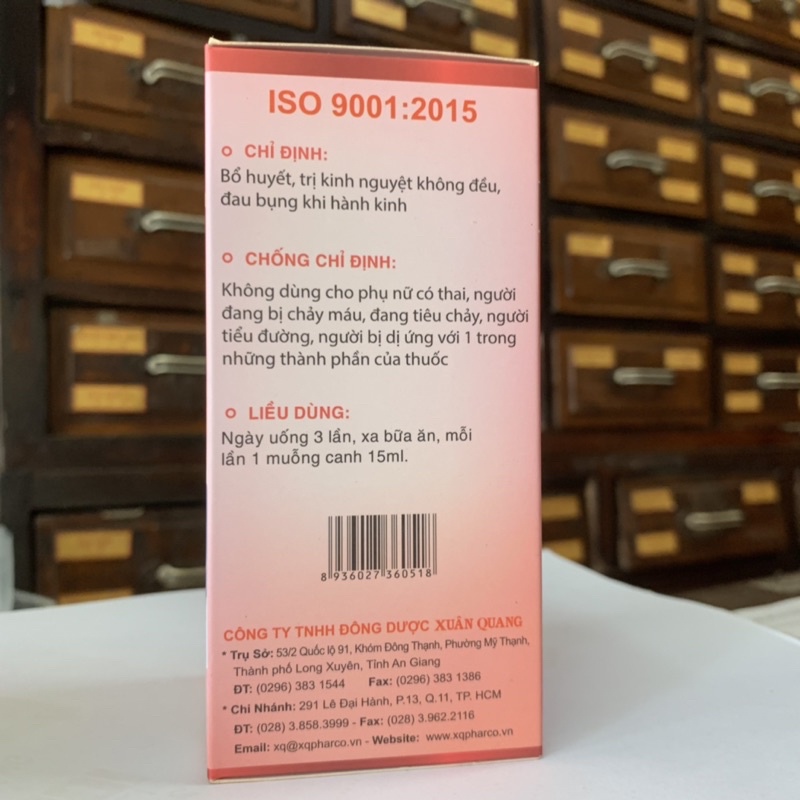 ISO 9001:2015
CHỈ ĐỊNH:
Bổ huyết, trị kinh nguyệt không đều,
đau bụng khi hành kinh
CHỐNG CHỈ ĐỊNH:
Không dùng cho phụ nữ có thai, người
đang bị chảy máu, đang tiêu chảy, người
tiểu đường, người bị dị ứng với 1 trong
những thành phần của thuốc
LIỀU DÙNG:
Ngày uống 3 lần, xa bữa ăn, mỗi
lần 1 muỗng canh 15ml.
8 936027 360518
CÔNG TY TNHH ĐÔNG DƯỢC XUÂN QUANG
* Trụ Sở: 53/2 Quốc lộ 91, Khóm Đông Thạnh, Phường Mỹ Thạnh,
Thành phố Long Xuyên, Tỉnh An Giang
ĐT: (0296) 383 1544 Fax: (0296) 383 1386
* Chi Nhánh: 291 Lê Đại Hành, P.13, Q.11, TP. HCM
ĐT: (028) 3.858.3999 - Fax: (028) 3.962.2116
Email: xq@xqpharco.vn - Website: www.xqpharco.vn